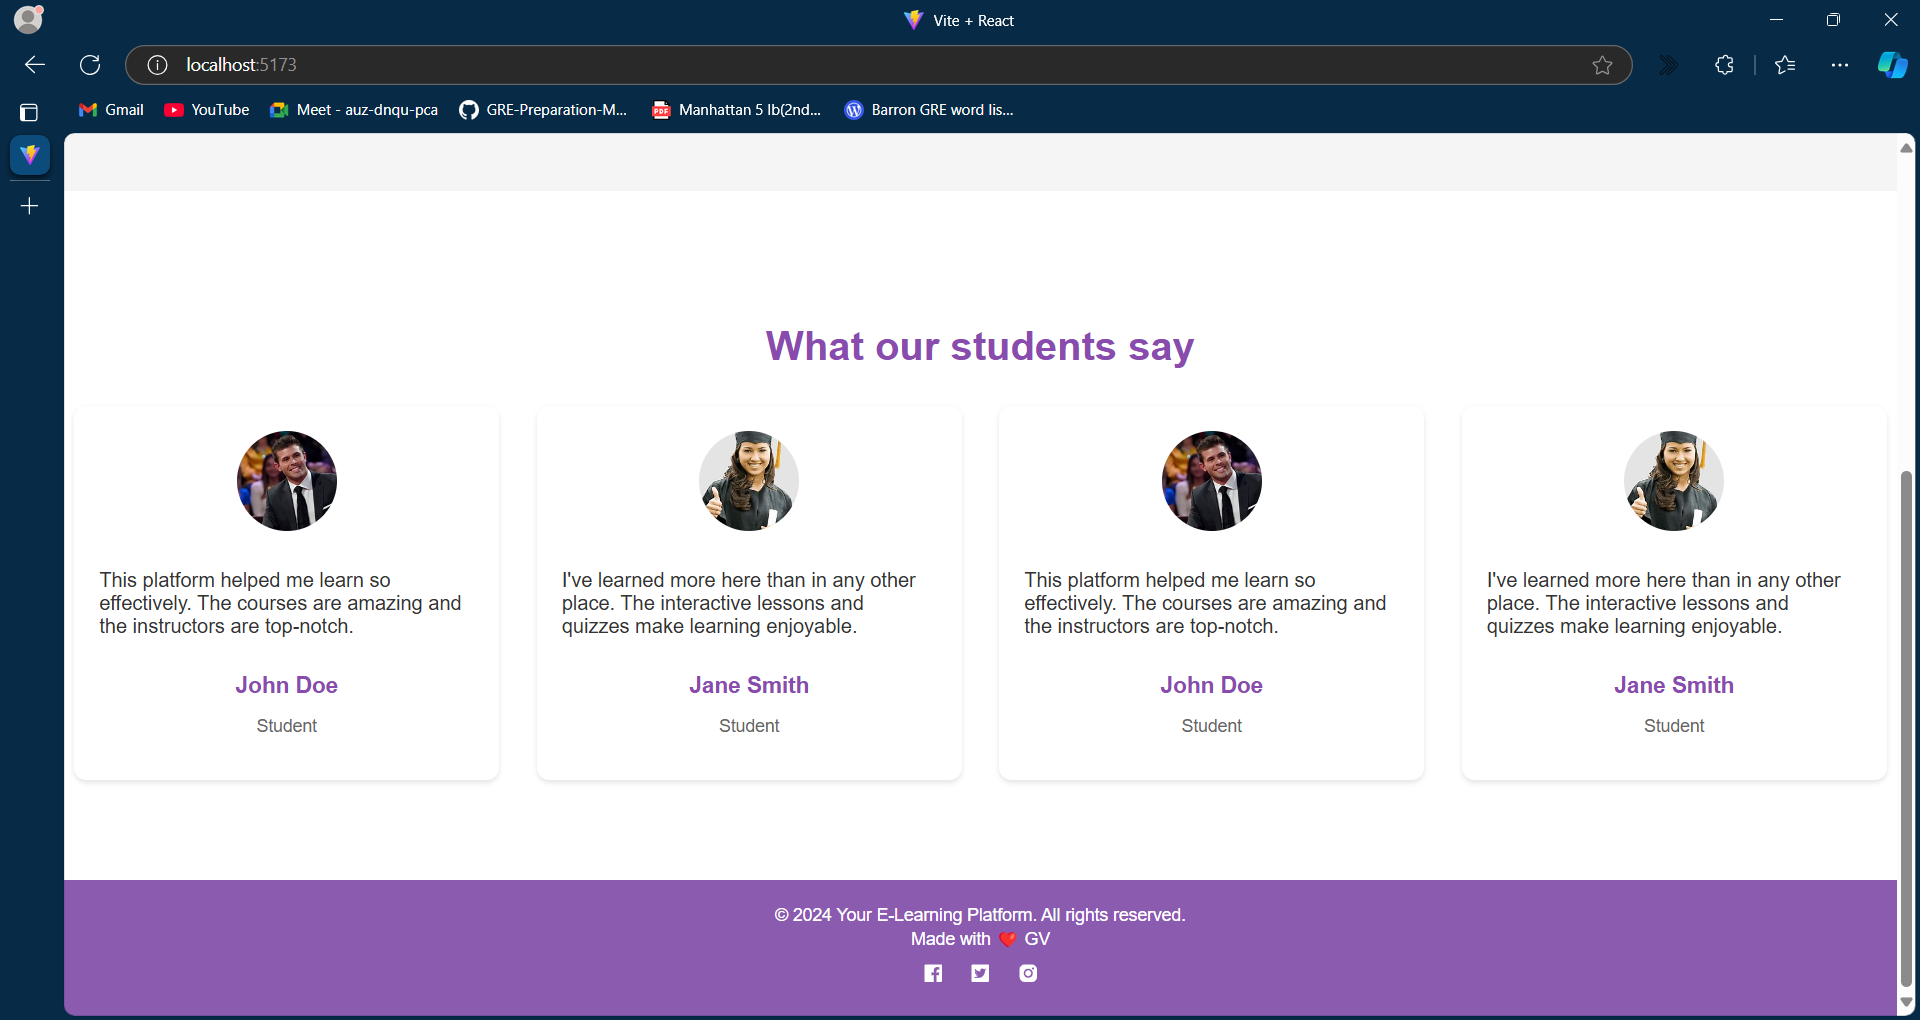 Vite + React
localhost:5173
Gmail
YouTube
Meet - auz-dnqu-pca
GRE-Preparation-M...
PDF
Manhattan 5 lb(2nd...
Barron GRE word lis...
What our students say
This platform helped me learn so
effectively. The courses are amazing and
the instructors are top-notch.
John Doe
Student
I've learned more here than in any other
place. The interactive lessons and
quizzes make learning enjoyable.
Jane Smith
Student
This platform helped me learn so
effectively. The courses are amazing and
the instructors are top-notch.
John Doe
Student
I've learned more here than in any other
place. The interactive lessons and
quizzes make learning enjoyable.
Jane Smith
Student
© 2024 Your E-Learning Platform. All rights reserved.
Made with ❤️ GV